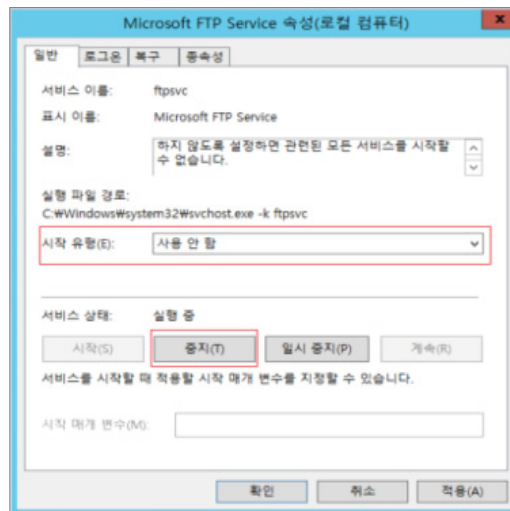 Microsoft FTP Service 속성(로컬 컴퓨터)
x
일반 로그온 복구 종속성
서비스 이름: ftpsvc
표시 이름: Microsoft FTP Service
설명: 하지 않도록 설정하면 관련된 모든 서비스를 시작할
수 없습니다.
실행 파일 경로:
C:₩Windows₩system32₩svchost.exe -k ftpsvc
시작 유형(E): 사용 안 함
서비스 상태: 실행 중
시작(S) 중지(T) 일시 중지(P) 계속(R)
서비스를 시작할 때 적용할 시작 매개 변수를 지정할 수 있습니다.
시작 매개 변수(M):
확인 취소 적용(A)